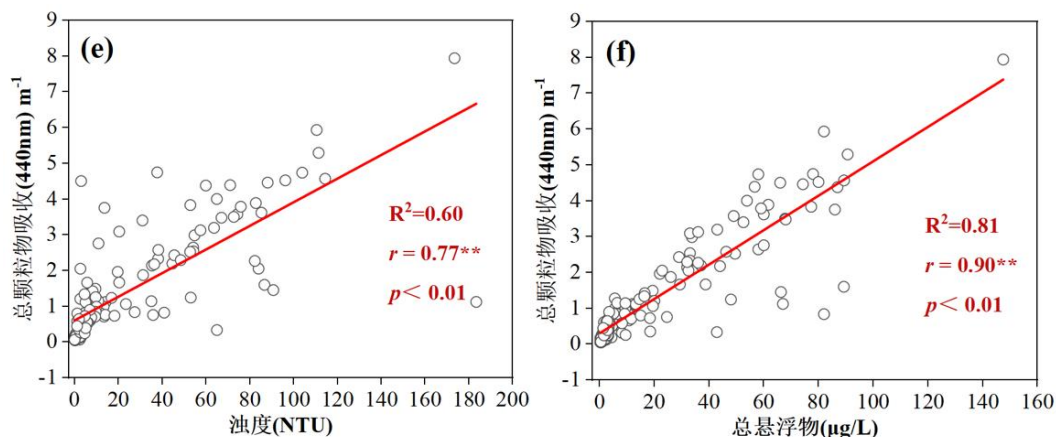 (e)
9
8
7
6
5
4
3
2
1
0
-1
总颗粒物吸收(440nm) m⁻¹
R²=0.60
r = 0.77**
p< 0.01
0 20 40 60 80 100 120 140 160 180 200
浊度(NTU)
(f)
9
8
7
6
5
4
3
2
1
0
-1
总颗粒物吸收(440nm) m⁻¹
R²=0.81
r = 0.90**
p< 0.01
0 20 40 60 80 100 120 140 160
总悬浮物(μg/L)